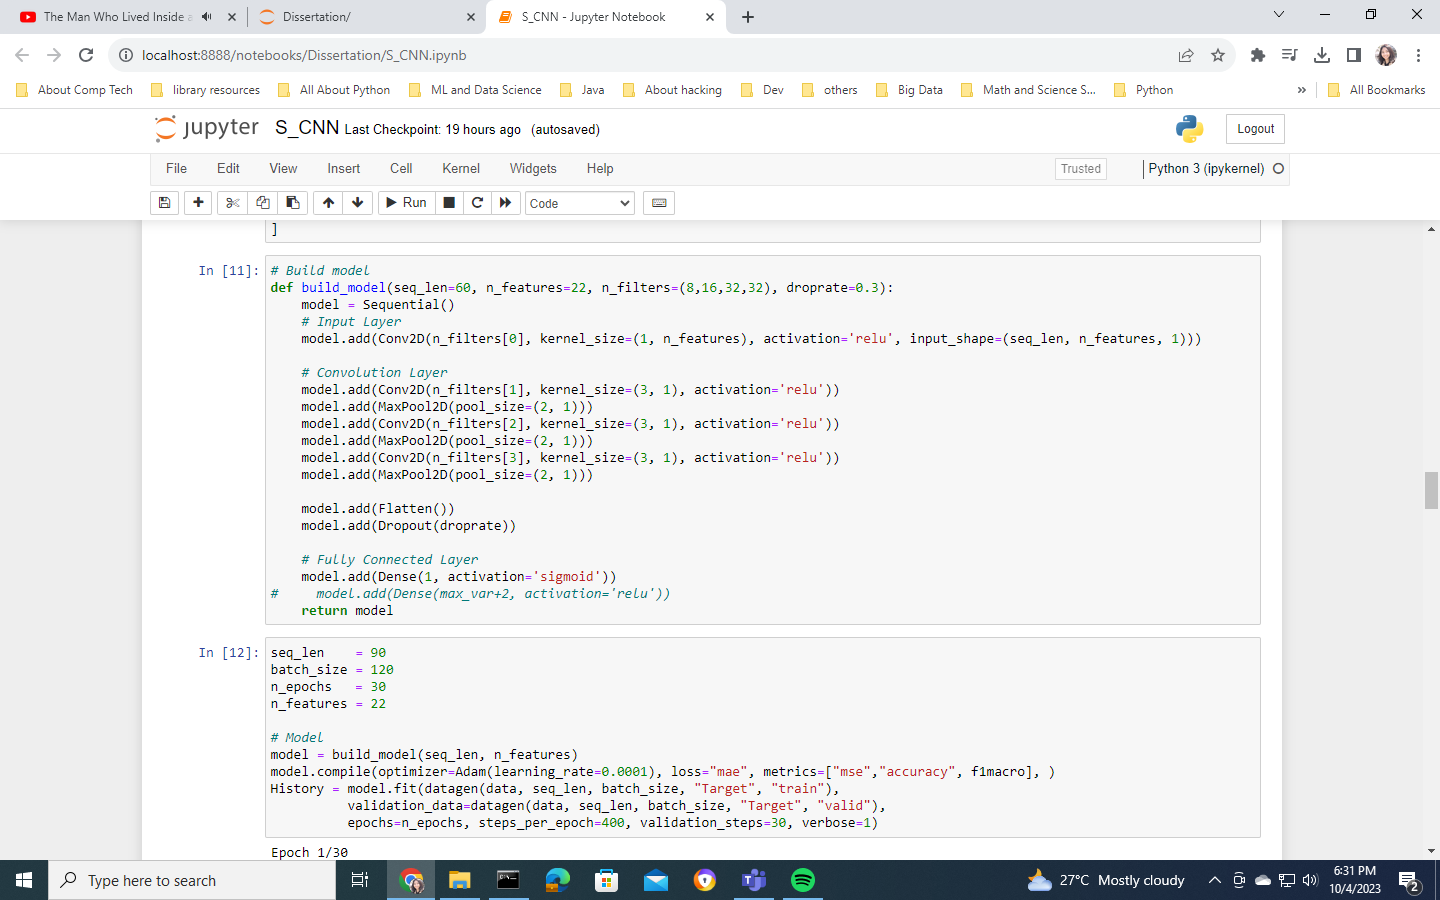 The Man Who Lived Inside a
Dissertation/
S_CNN - Jupyter Notebook
localhost:8888/notebooks/Dissertation/S_CNN.ipynb
About Comp Tech
library resources
All About Python
ML and Data Science
Java
About hacking
Dev
others
Big Data
Math and Science S...
Python
»
All Bookmarks
jupyter S_CNN Last Checkpoint: 19 hours ago (autosaved)
Logout
File Edit View Insert Cell Kernel Widgets Help
Trusted
Python 3 (ipykernel)
Run
Code
]
In [11]:
# Build model
def build_model(seq_len=60, n_features=22, n_filters=(8,16,32,32), droprate=0.3):
    model = Sequential()
    # Input Layer
    model.add(Conv2D(n_filters[0], kernel_size=(1, n_features), activation='relu', input_shape=(seq_len, n_features, 1)))
    # Convolution Layer
    model.add(Conv2D(n_filters[1], kernel_size=(3, 1), activation='relu'))
    model.add(MaxPool2D(pool_size=(2, 1)))
    model.add(Conv2D(n_filters[2], kernel_size=(3, 1), activation='relu'))
    model.add(MaxPool2D(pool_size=(2, 1)))
    model.add(Conv2D(n_filters[3], kernel_size=(3, 1), activation='relu'))
    model.add(MaxPool2D(pool_size=(2, 1)))
    model.add(Flatten())
    model.add(Dropout(droprate))
    # Fully Connected Layer
    model.add(Dense(1, activation='sigmoid'))
#     model.add(Dense(max_var+2, activation='relu'))
    return model
In [12]:
seq_len    = 90
batch_size = 120
n_epochs   = 30
n_features = 22
# Model
model = build_model(seq_len, n_features)
model.compile(optimizer=Adam(learning_rate=0.0001), loss="mae", metrics=["mse","accuracy", f1macro], )
History = model.fit(datagen(data, seq_len, batch_size, "Target", "train"),
          validation_data=datagen(data, seq_len, batch_size, "Target", "valid"),
          epochs=n_epochs, steps_per_epoch=400, validation_steps=30, verbose=1)
Epoch 1/30
Type here to search
27°C Mostly cloudy
6:31 PM
10/4/2023
2